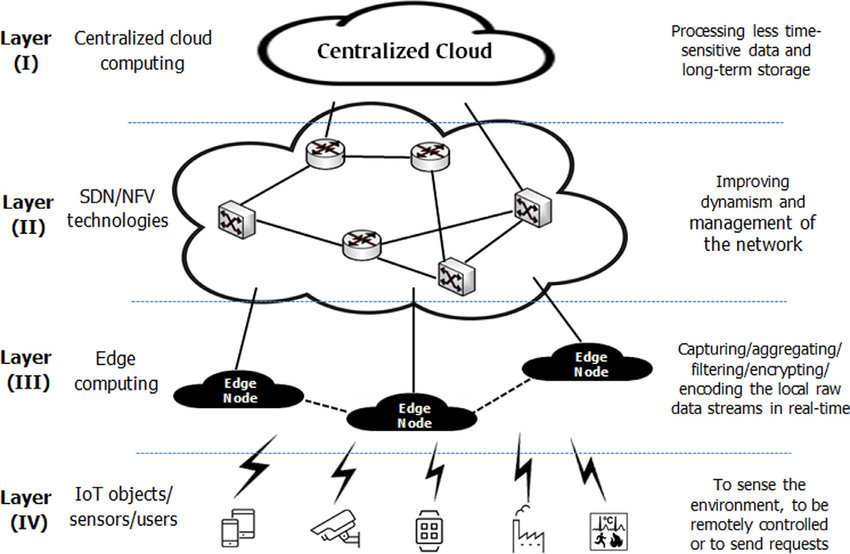 Layer
(I)
Centralized cloud
computing
Centralized Cloud
Processing less time-
sensitive data and
long-term storage
Layer
(II)
SDN/NFV
technologies
Improving
dynamism and
management of
the network
Layer
(III)
Edge
computing
Edge
Node
Edge
Node
Edge
Node
Capturing/aggregating/
filtering/encrypting/
encoding the local raw
data streams in real-time
Layer
(IV)
IoT objects/
sensors/users
°C
To sense the
environment, to be
remotely controlled
or to send requests